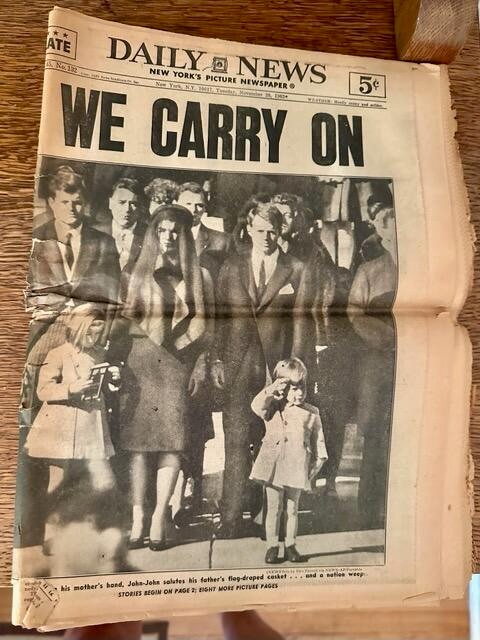 ATE
DAILY NEWS
NEW YORK'S PICTURE NEWSPAPER ®
5¢
New York, N.Y. 10017, Tuesday, November 26, 1963★
WEATHER:
WE CARRY ON
his mother's hand, John-John salutes his father's flag-draped casket . . . and a nation weeps.
STORIES BEGIN ON PAGE 2; EIGHT MORE PICTURE PAGES